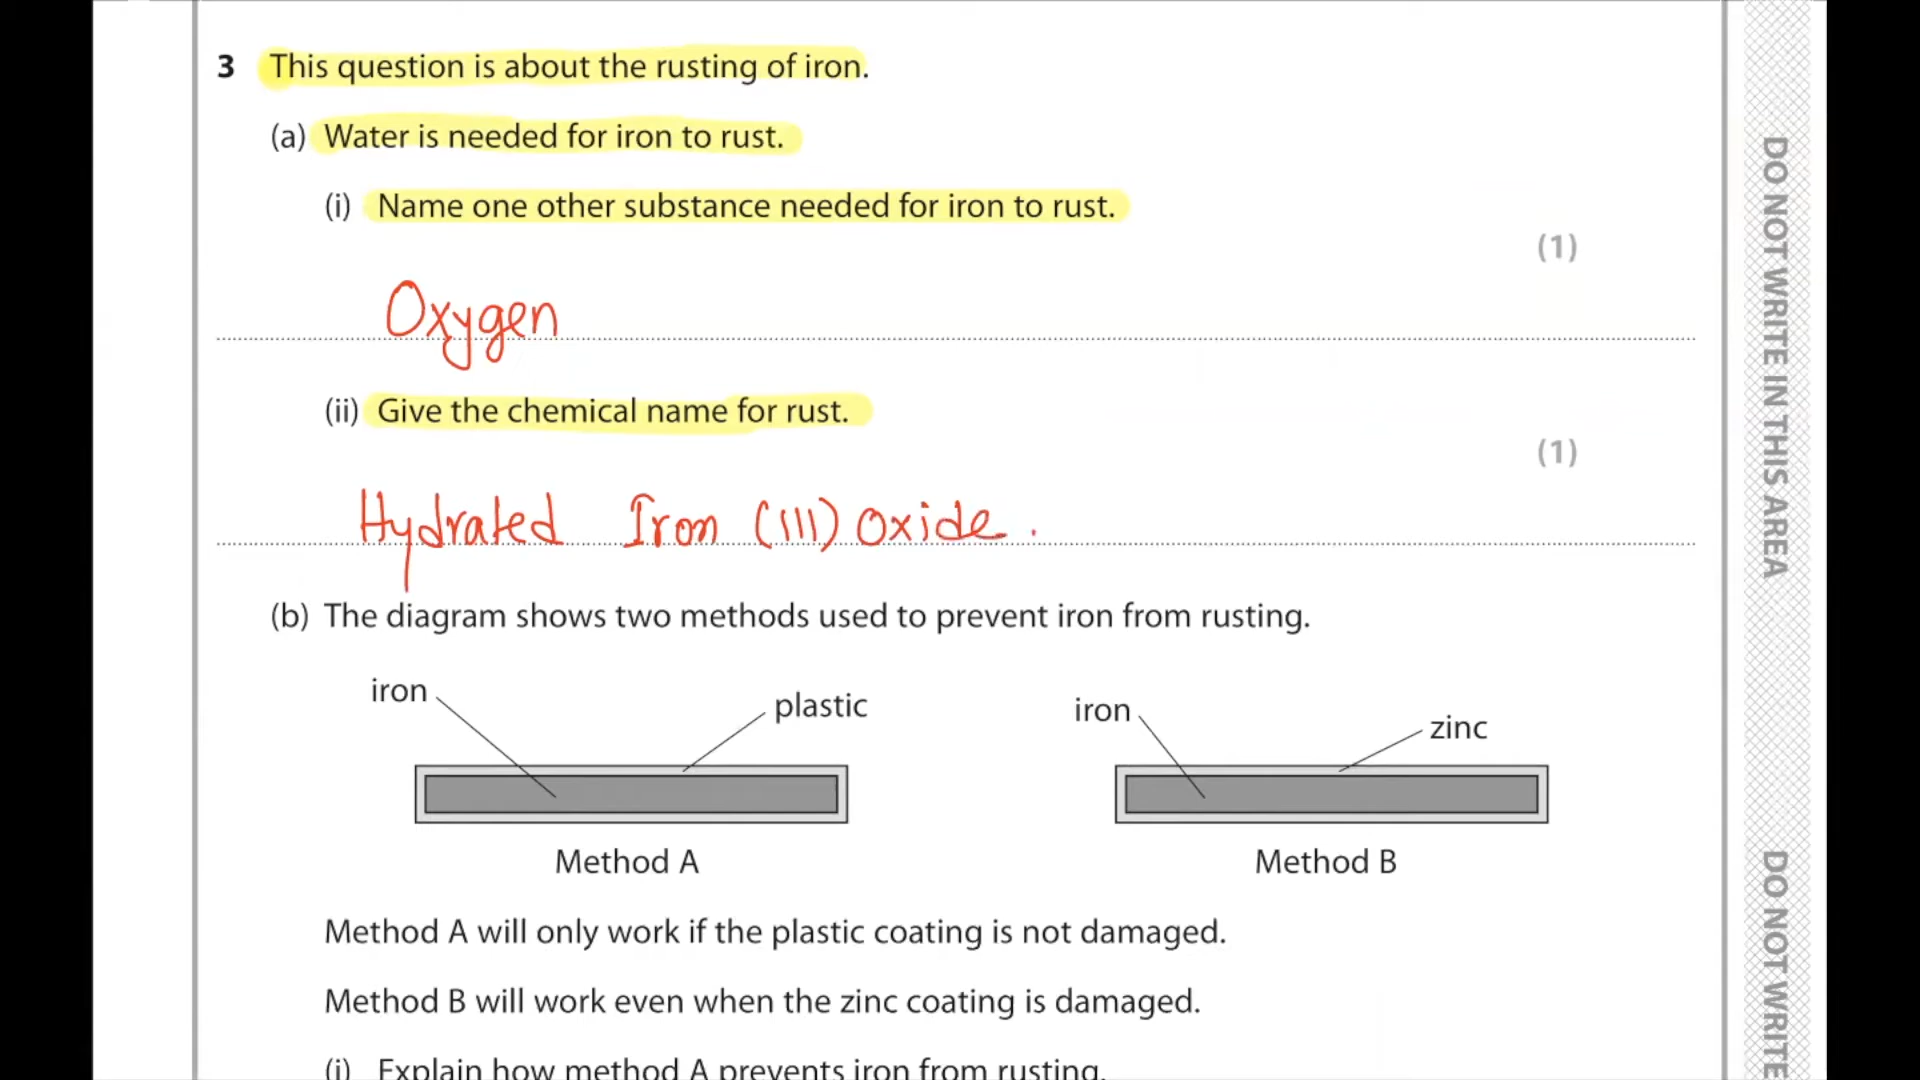 3 This question is about the rusting of iron.
(a) Water is needed for iron to rust.
(i) Name one other substance needed for iron to rust.
(1)
Oxygen
(ii) Give the chemical name for rust.
(1)
Hydrated Iron (III) Oxide.
(b) The diagram shows two methods used to prevent iron from rusting.
iron
plastic
iron
zinc
Method A
Method B
Method A will only work if the plastic coating is not damaged.
Method B will work even when the zinc coating is damaged.
(i) Explain how method A prevents iron from rusting.
DO NOT WRITE IN THIS AREA
DO NOT WRITE